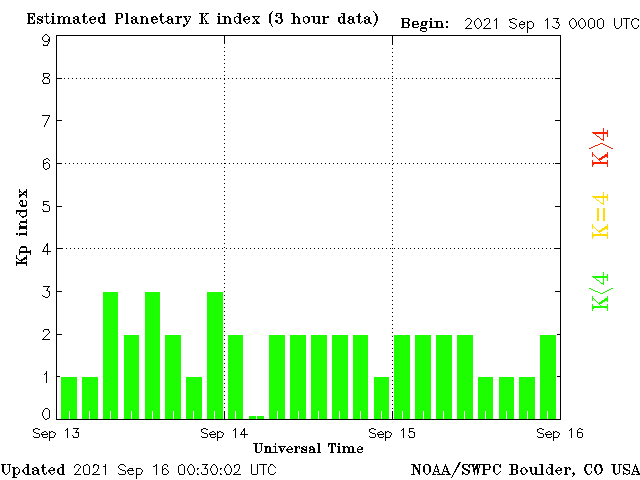 Estimated Planetary K index (3 hour data)
Begin: 2021 Sep 13 0000 UTC
9
8
7
6
5
4
3
2
1
0
Kp index
K>4
K=4
K<4
Sep 13
Sep 14
Sep 15
Sep 16
Universal Time
Updated 2021 Sep 16 00:30:02 UTC
NOAA/SWPC Boulder, CO USA